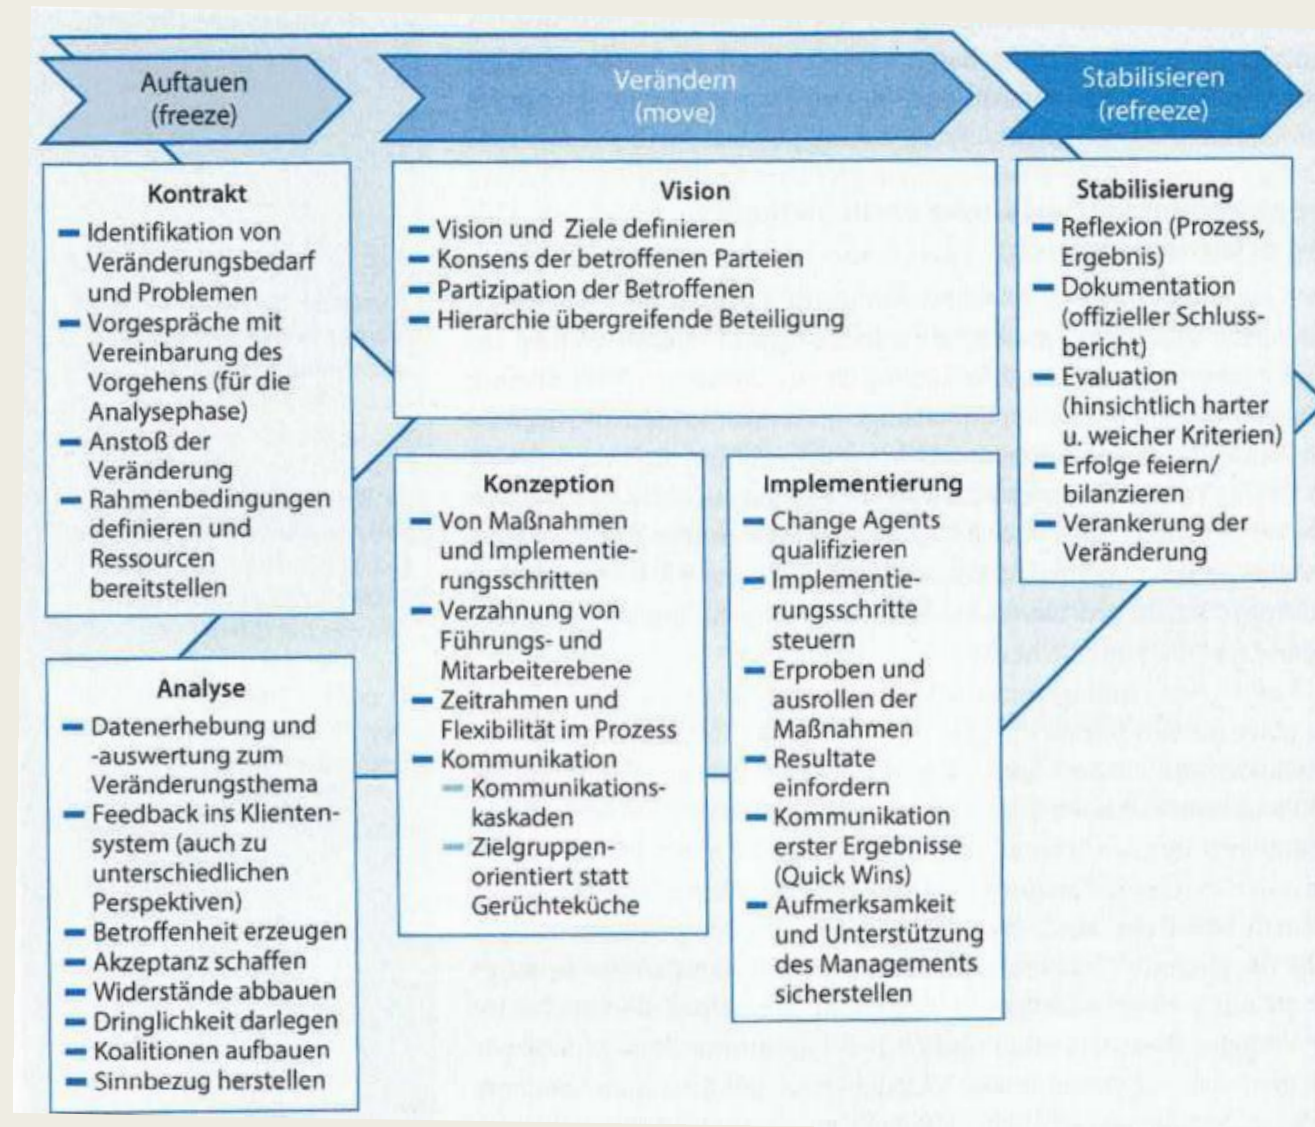 Auftauen
(freeze)
Verändern
(move)
Stabilisieren
(refreeze)
Kontrakt
Identifikation von
Veränderungsbedarf
und Problemen
Vorgespräche mit
Vereinbarung des
Vorgehens (für die
Analysephase)
Anstoß der
Veränderung
Rahmenbedingungen
definieren und
Ressourcen
bereitstellen
Analyse
Datenerhebung und
-auswertung zum
Veränderungsthema
Feedback ins Klienten-
system (auch zu
unterschiedlichen
Perspektiven)
Betroffenheit erzeugen
Akzeptanz schaffen
Widerstände abbauen
Dringlichkeit darlegen
Koalitionen aufbauen
Sinnbezug herstellen
Vision
Vision und Ziele definieren
Konsens der betroffenen Parteien
Partizipation der Betroffenen
Hierarchie übergreifende Beteiligung
Konzeption
Von Maßnahmen
und Implementie-
rungsschritten
Verzahnung von
Führungs- und
Mitarbeiterebene
Zeitrahmen und
Flexibilität im Prozess
Kommunikation
Kommunikations-
kaskaden
Zielgruppen-
orientiert statt
Gerüchteküche
Implementierung
Change Agents
qualifizieren
Implementie-
rungsschritte
steuern
Erproben und
ausrollen der
Maßnahmen
Resultate
einfordern
Kommunikation
erster Ergebnisse
(Quick Wins)
Aufmerksamkeit
und Unterstützung
des Managements
sicherstellen
Stabilisierung
Reflexion (Prozess,
Ergebnis)
Dokumentation
(offizieller Schluss-
bericht)
Evaluation
(hinsichtlich harter
u. weicher Kriterien)
Erfolge feiern/
bilanzieren
Verankerung der
Veränderung